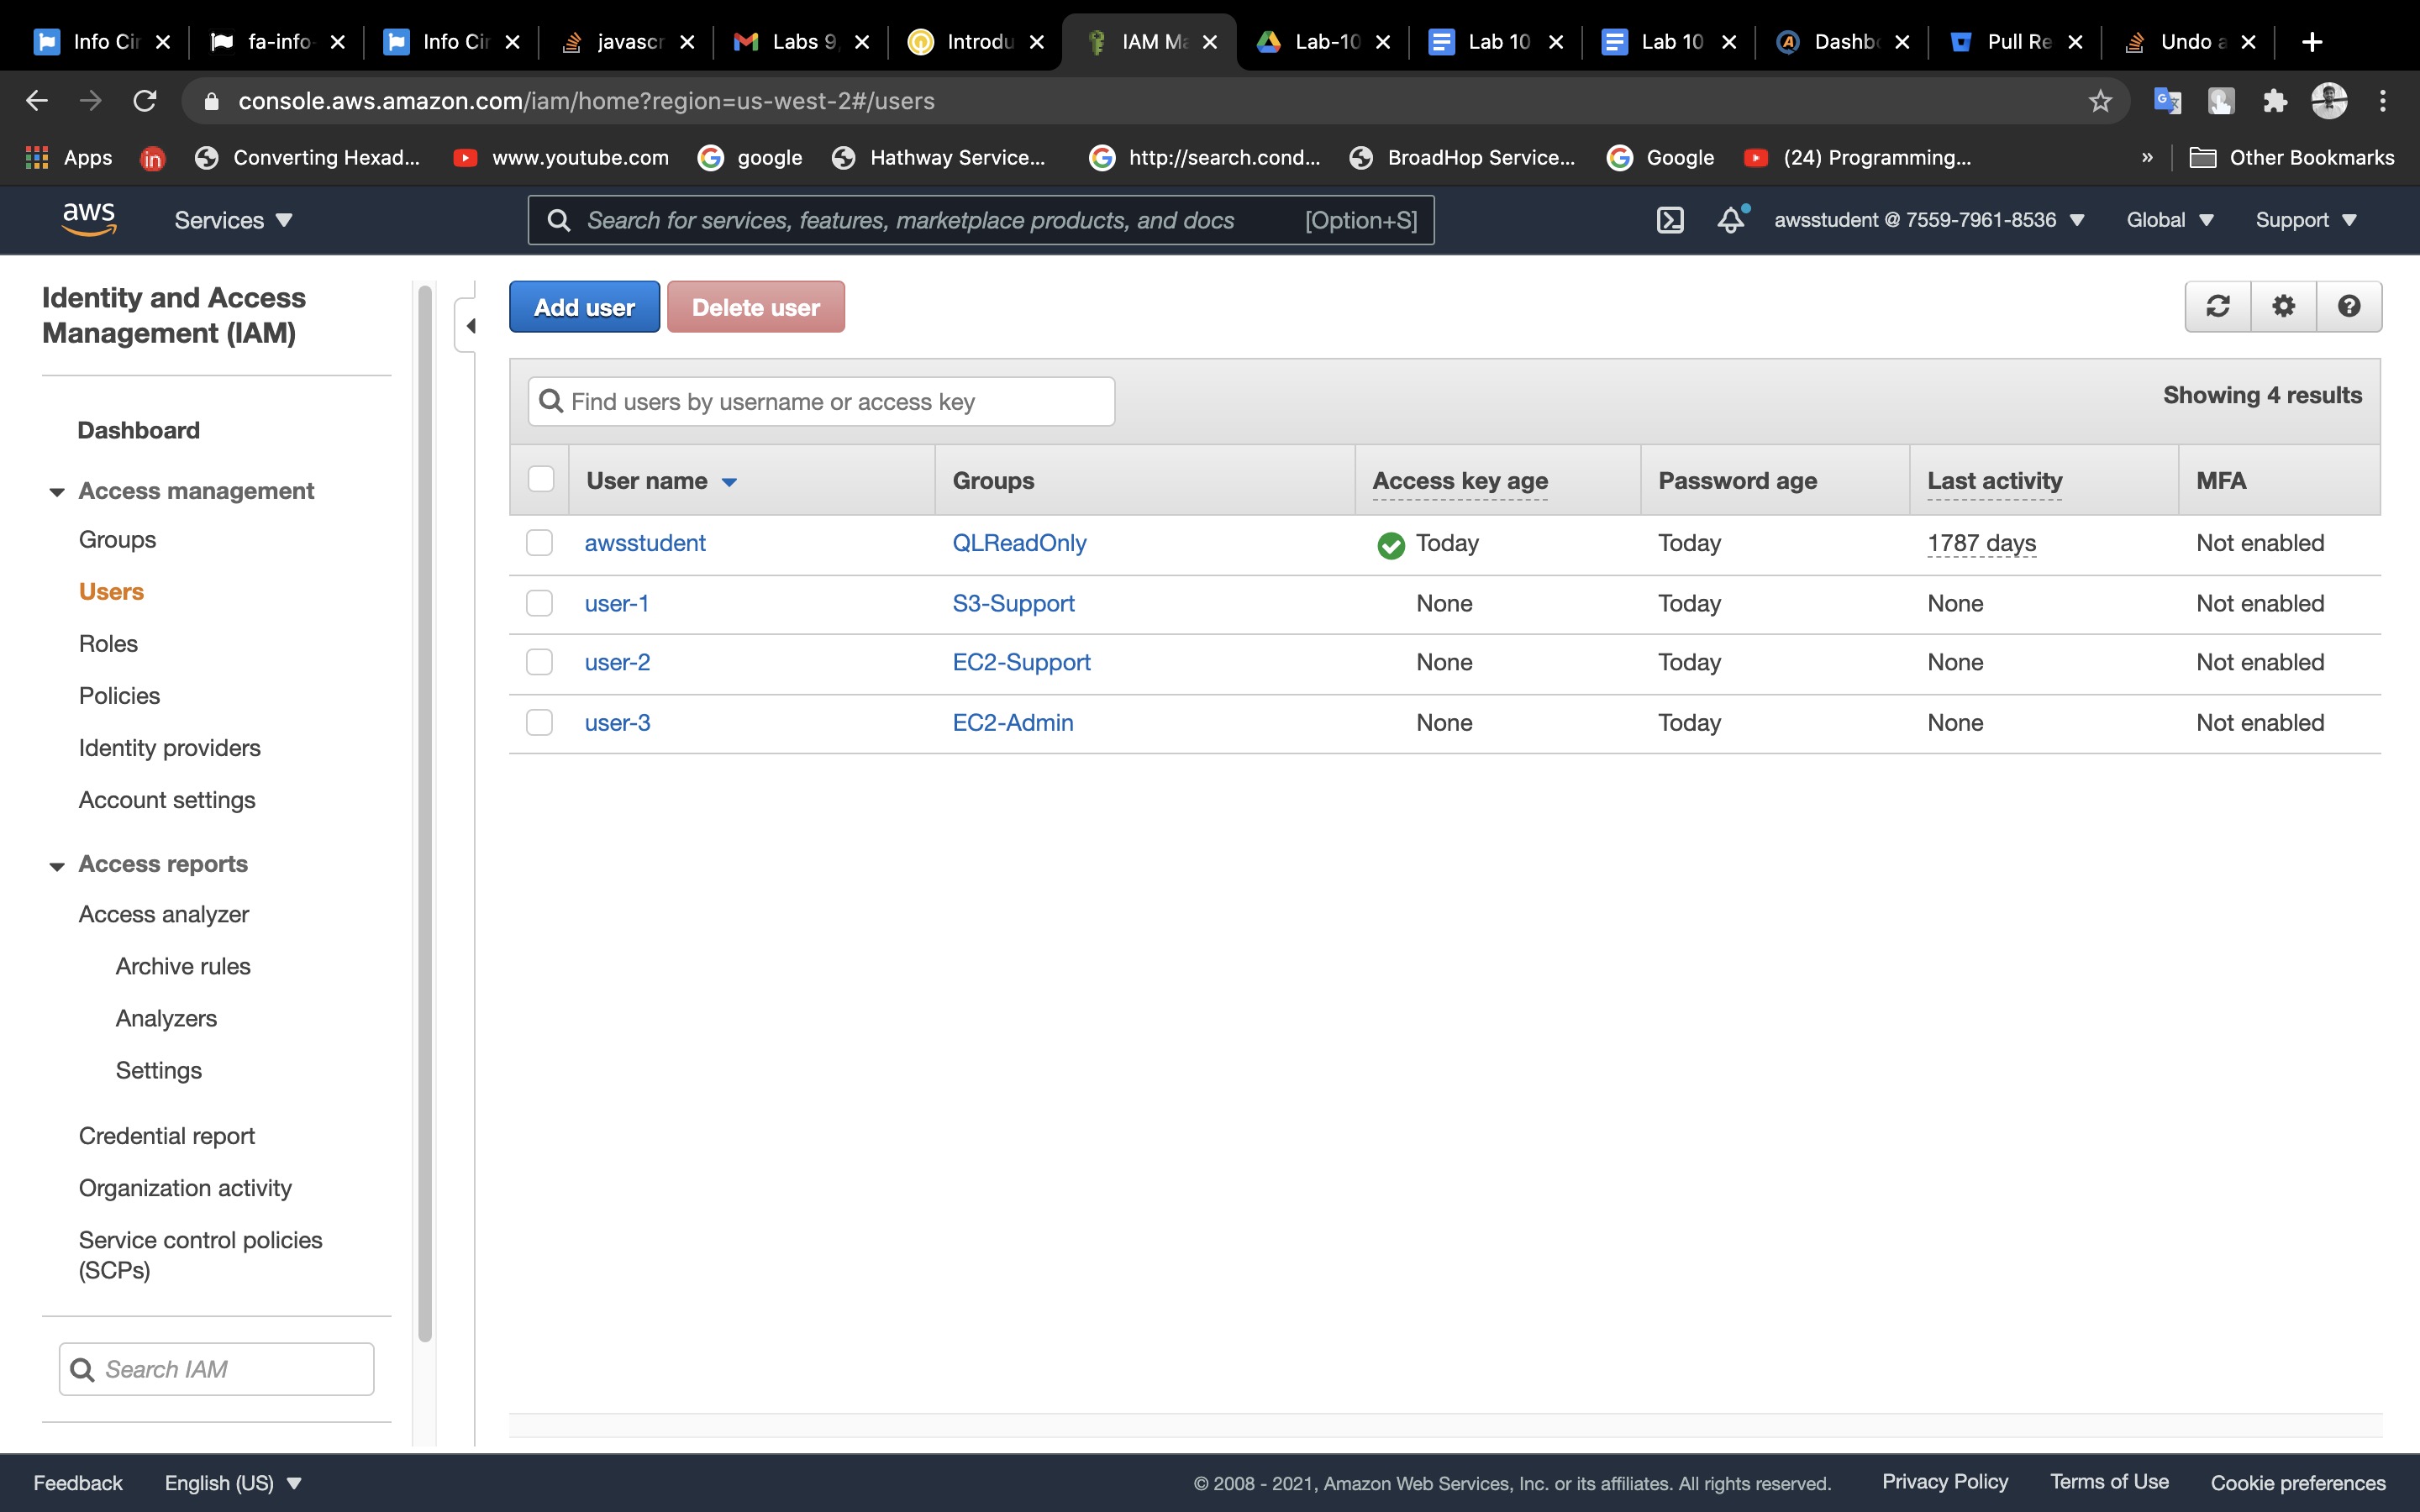 Info Cir
fa-info-
Info Cir
javascr
Labs 9,
Introdu
IAM Ma
Lab-10
Lab 10
Lab 10
Dashbo
Pull Re
Undo a
console.aws.amazon.com/iam/home?region=us-west-2#/users
Apps
in
Converting Hexad...
www.youtube.com
google
Hathway Service...
http://search.cond...
BroadHop Service...
Google
(24) Programming...
»
Other Bookmarks
aws
Services
Search for services, features, marketplace products, and docs
[Option+S]
awsstudent @ 7559-7961-8536
Global
Support
Identity and Access
Management (IAM)
Dashboard
Access management
Groups
Users
Roles
Policies
Identity providers
Account settings
Access reports
Access analyzer
Archive rules
Analyzers
Settings
Credential report
Organization activity
Service control policies
(SCPs)
Search IAM
Add user
Delete user
Find users by username or access key
Showing 4 results
User name Groups Access key age Password age Last activity MFA
awsstudent QLReadOnly Today Today 1787 days Not enabled
user-1 S3-Support None Today None Not enabled
user-2 EC2-Support None Today None Not enabled
user-3 EC2-Admin None Today None Not enabled
Feedback
English (US)
© 2008 - 2021, Amazon Web Services, Inc. or its affiliates. All rights reserved.
Privacy Policy
Terms of Use
Cookie preferences